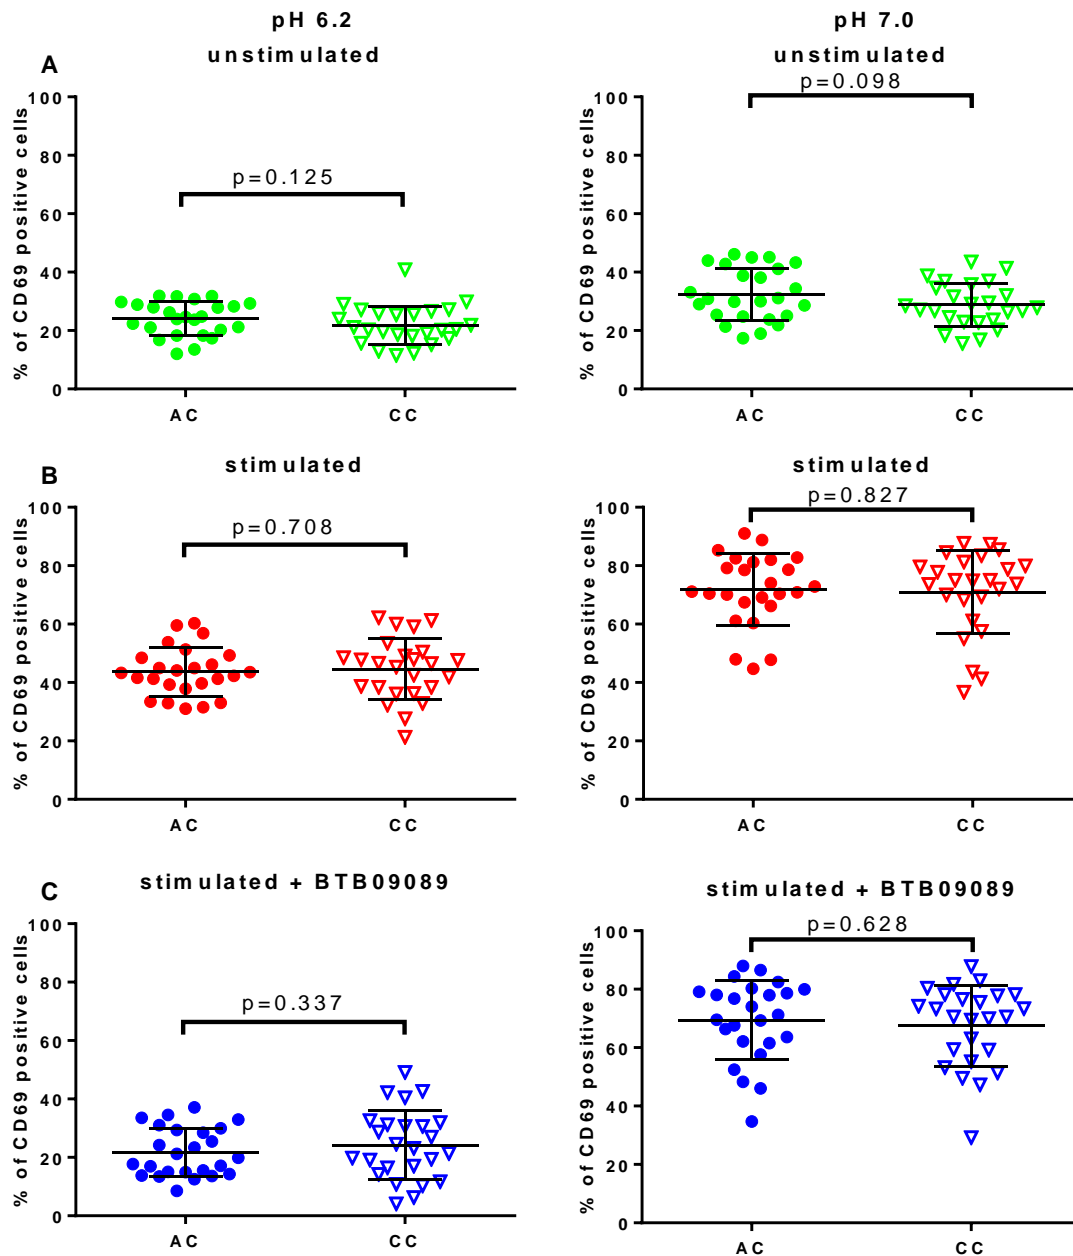 pH 6.2
unstimulated
A
% of CD69 positive cells
100
80
60
40
20
0
p=0.125
AC
CC
pH 7.0
unstimulated
% of CD69 positive cells
100
80
60
40
20
0
p=0.098
AC
CC
B
stimulated
% of CD69 positive cells
100
80
60
40
20
0
p=0.708
AC
CC
stimulated
% of CD69 positive cells
100
80
60
40
20
0
p=0.827
AC
CC
C
stimulated + BTB09089
% of CD69 positive cells
100
80
60
40
20
0
p=0.337
AC
CC
stimulated + BTB09089
% of CD69 positive cells
100
80
60
40
20
0
p=0.628
AC
CC